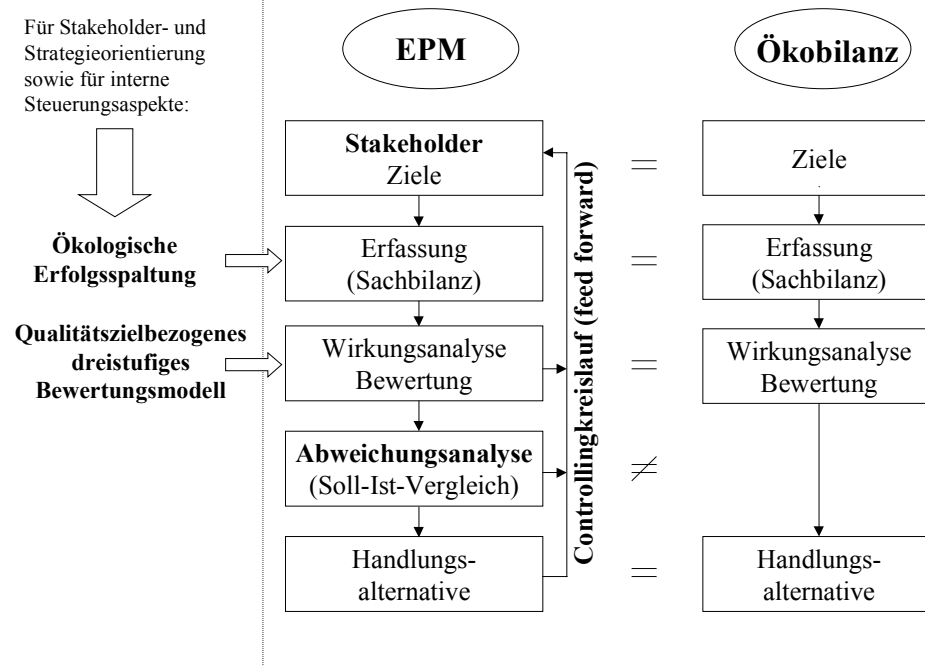 Für Stakeholder- und
Strategieorientierung
sowie für interne
Steuerungsaspekte:
Ökologische
Erfolgsspaltung
Qualitätszielbezogenes
dreistufiges
Bewertungsmodell
EPM
Stakeholder
Ziele
Erfassung
(Sachbilanz)
Wirkungsanalyse
Bewertung
Abweichungsanalyse
(Soll-Ist-Vergleich)
Handlungs-
alternative
Controllingkreislauf (feed forward)
=
=
=
≠
=
Ökobilanz
Ziele
Erfassung
(Sachbilanz)
Wirkungsanalyse
Bewertung
Handlungs-
alternative